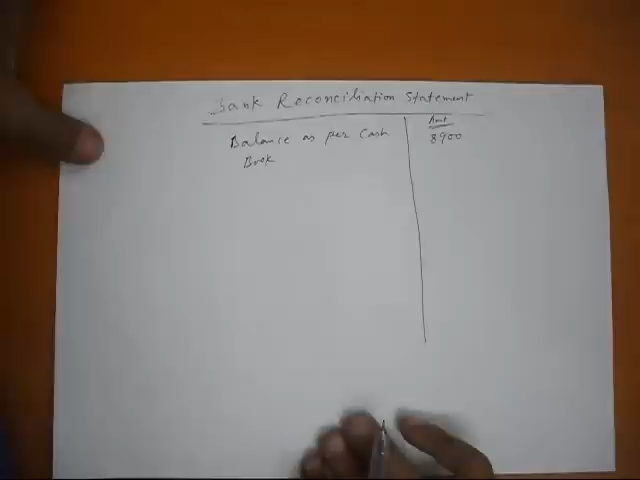 Bank Reconciliation Statement
Amt
Balance as per Cash 8900
Book